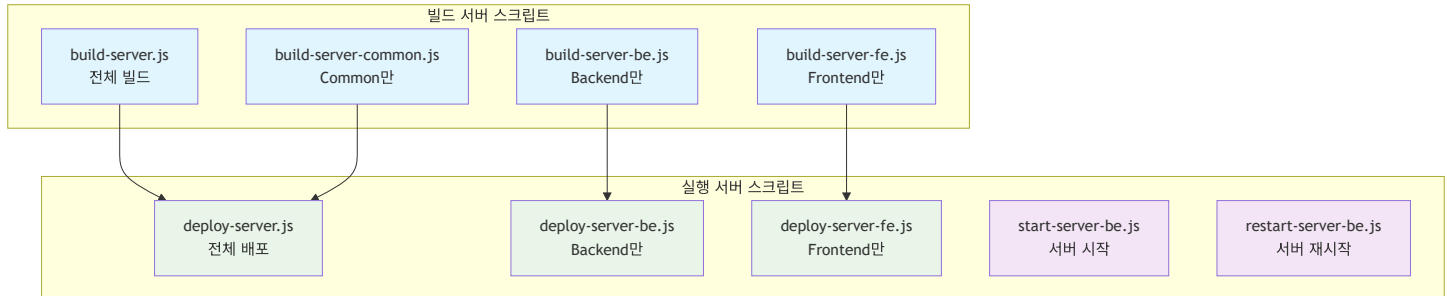 빌드 서버 스크립트
build-server.js
전체 빌드
build-server-common.js
Common만
build-server-be.js
Backend만
build-server-fe.js
Frontend만
실행 서버 스크립트
deploy-server.js
전체 배포
deploy-server-be.js
Backend만
deploy-server-fe.js
Frontend만
start-server-be.js
서버 시작
restart-server-be.js
서버 재시작